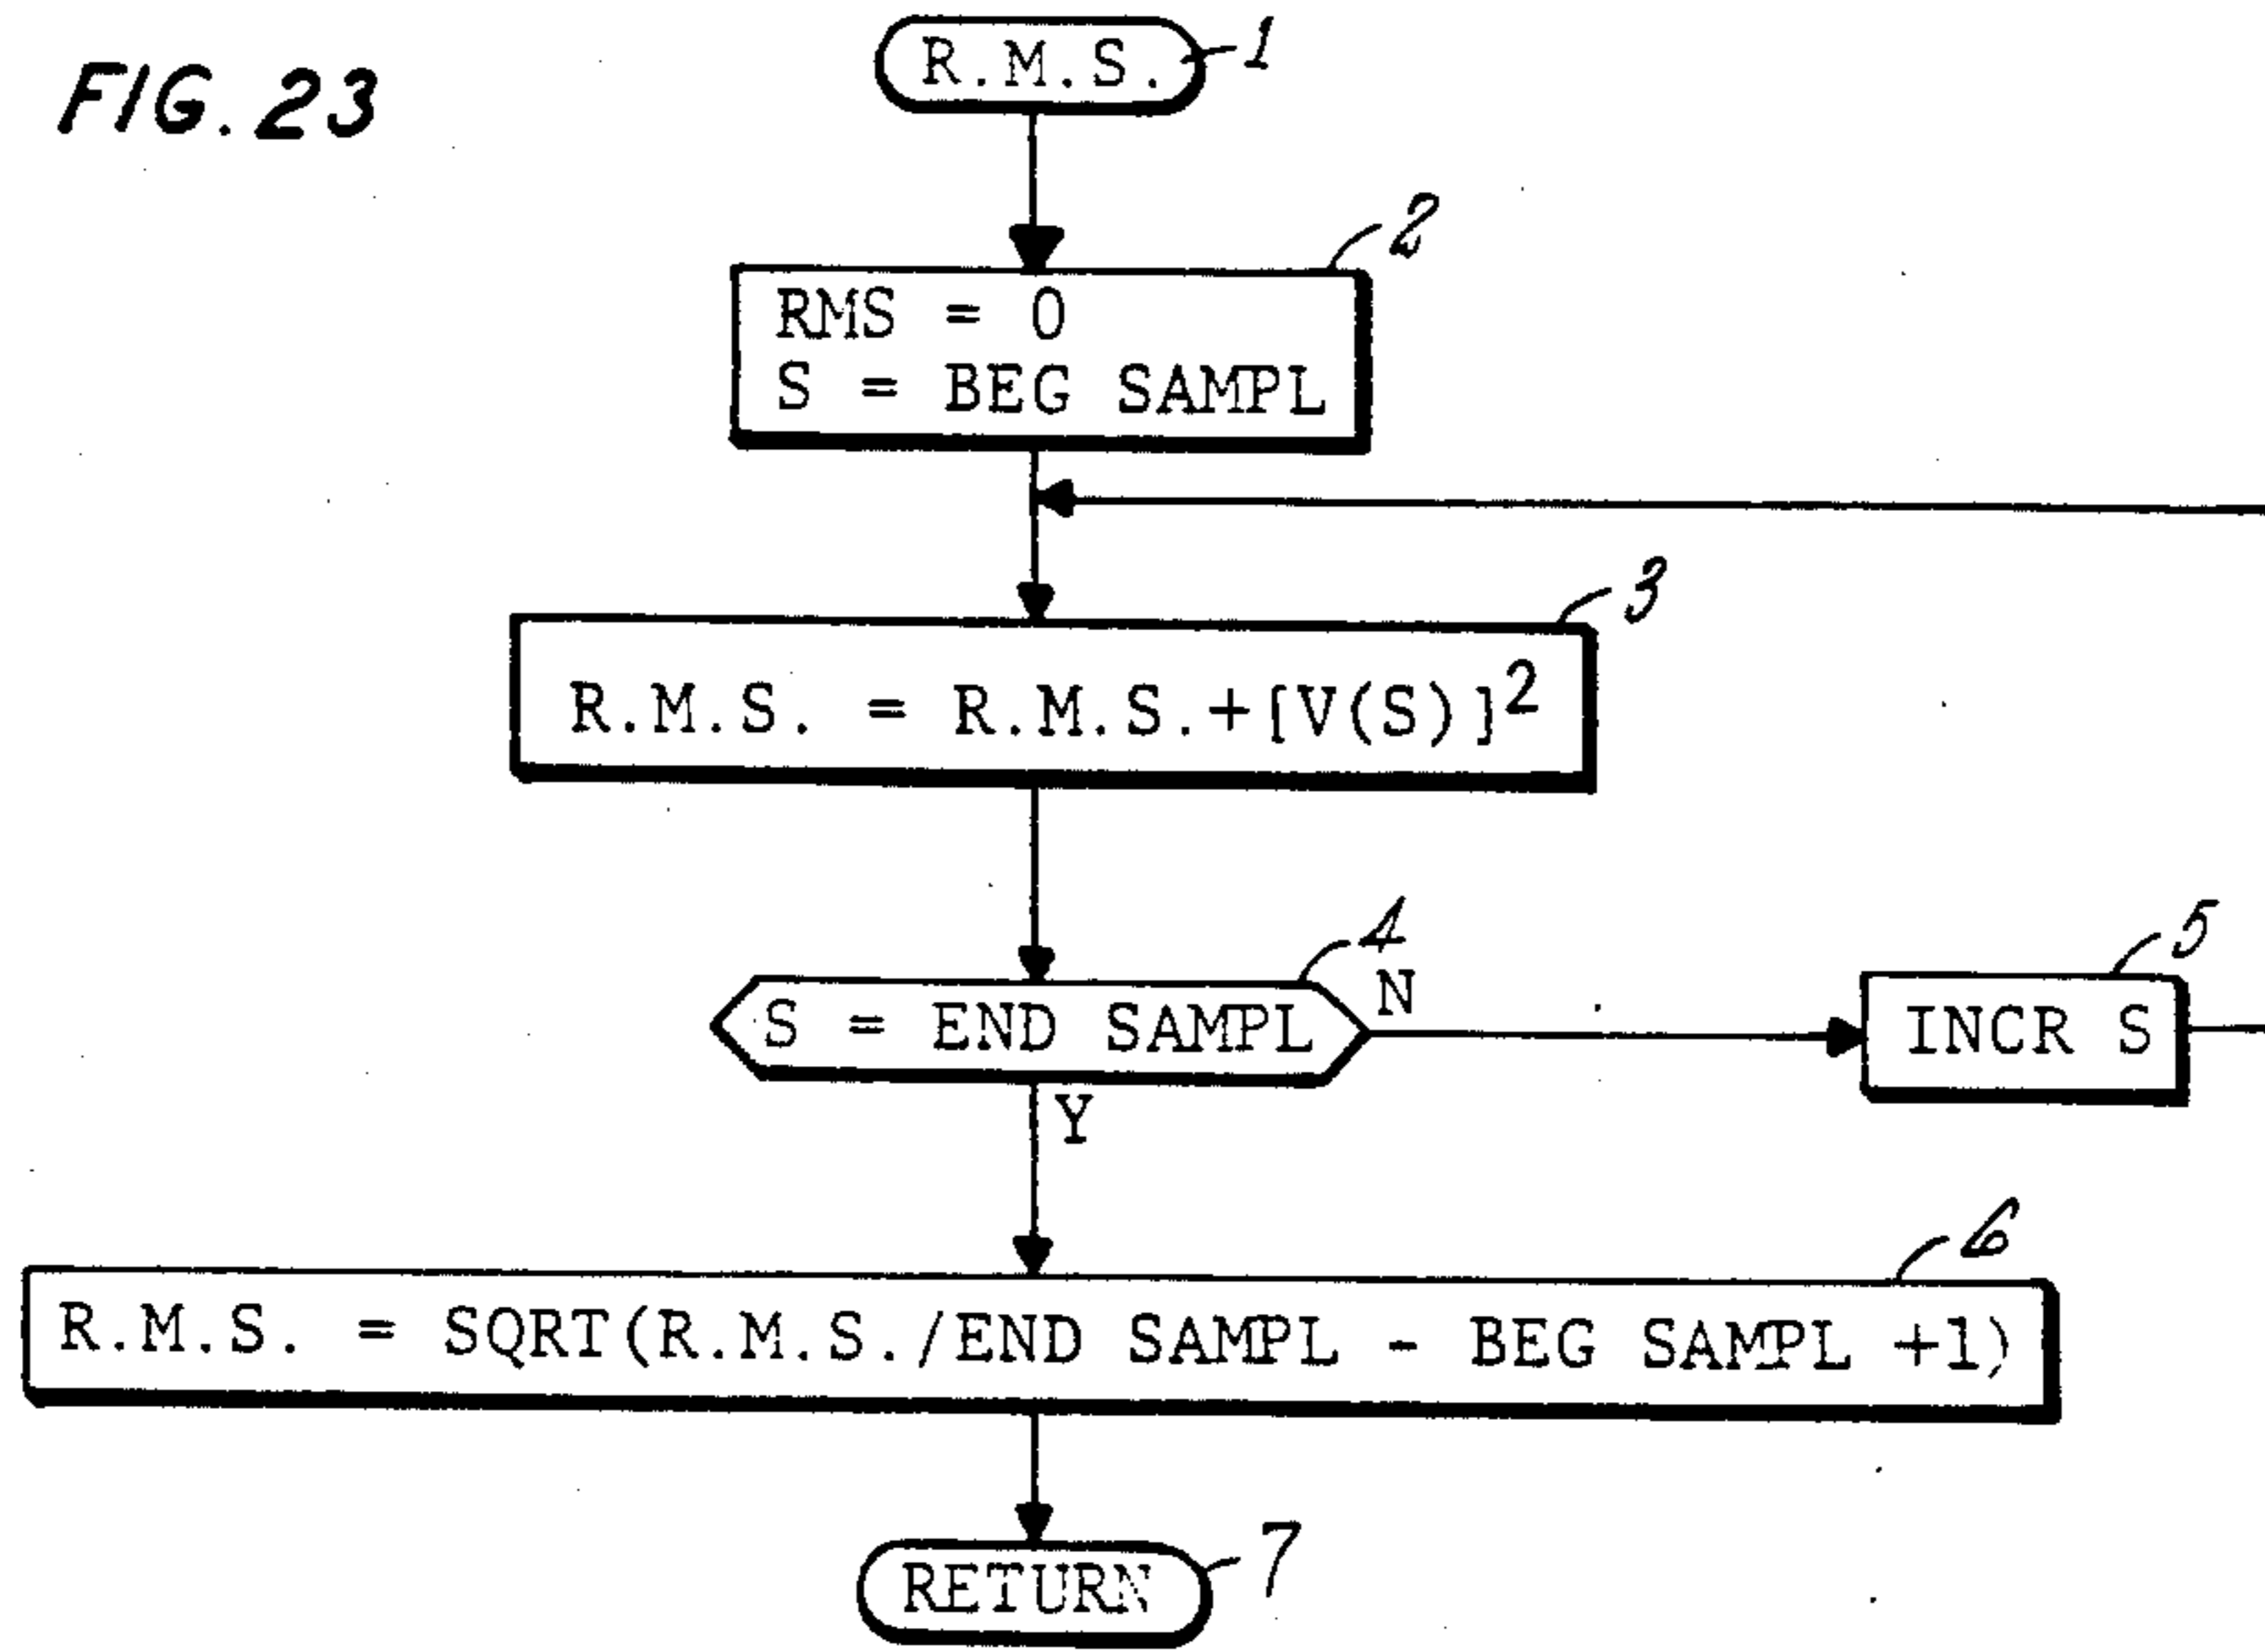 FIG. 23
R.M.S.
1
2
RMS = 0
S = BEG SAMPL
3
R.M.S. = R.M.S.+[V(S)]2
4
S = END SAMPL
N
5
INCR S
Y
6
R.M.S. = SQRT(R.M.S./END SAMPL - BEG SAMPL +1)
RETURN
7